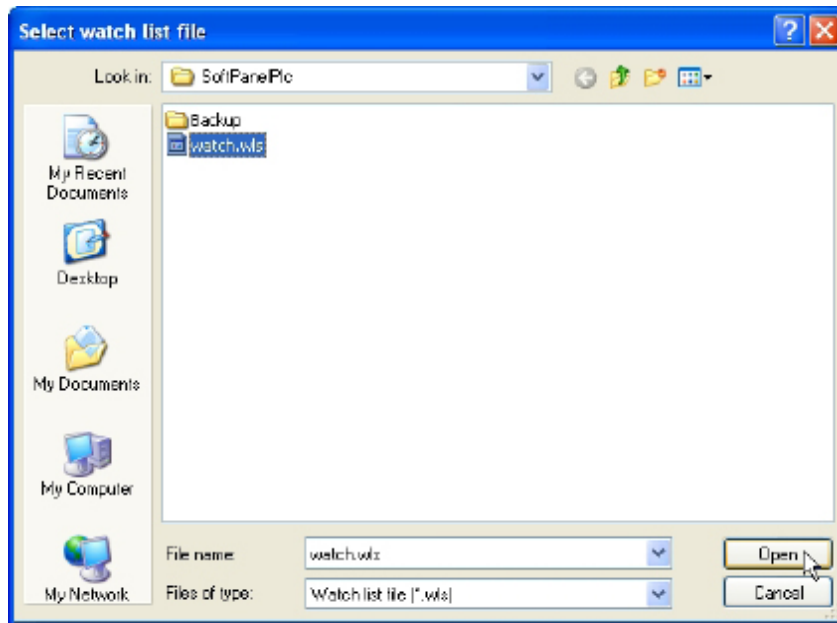 Select watch list file
Look in:
SoftPanelPlc
Backup
watch.wls
My Recent
Documents
Desktop
My Documents
My Computer
My Network
File name:
watch.wls
Open
Files of type:
Watch list file (*.wls)
Cancel